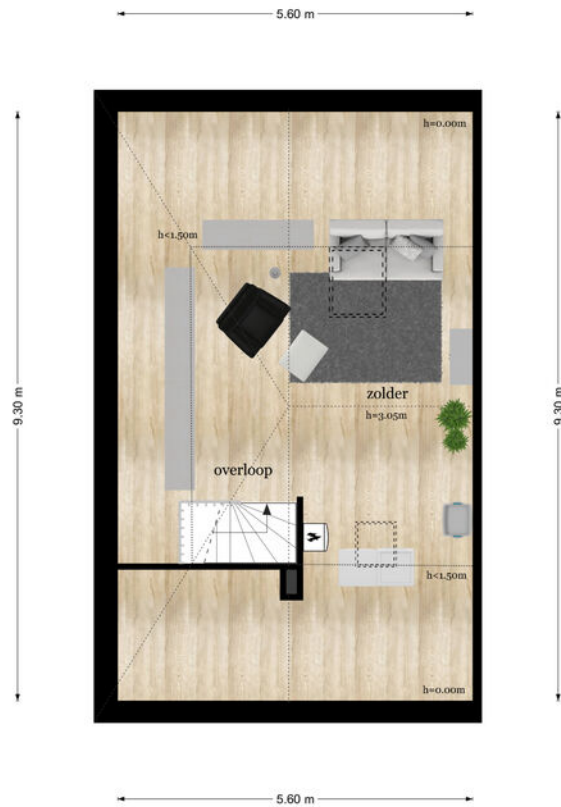 5.60 m
h=0.00m
h<1.50m
9.30 m
9.30 m
zolder
h=3.05m
overloop
h<1.50m
h=0.00m
5.60 m